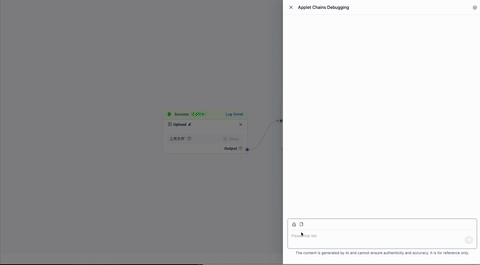 Applet Chains Debugging
Success
Log Detail
Upload
上传文件
Output
The content is generated by AI and cannot ensure authenticity and accuracy. It is for reference only.